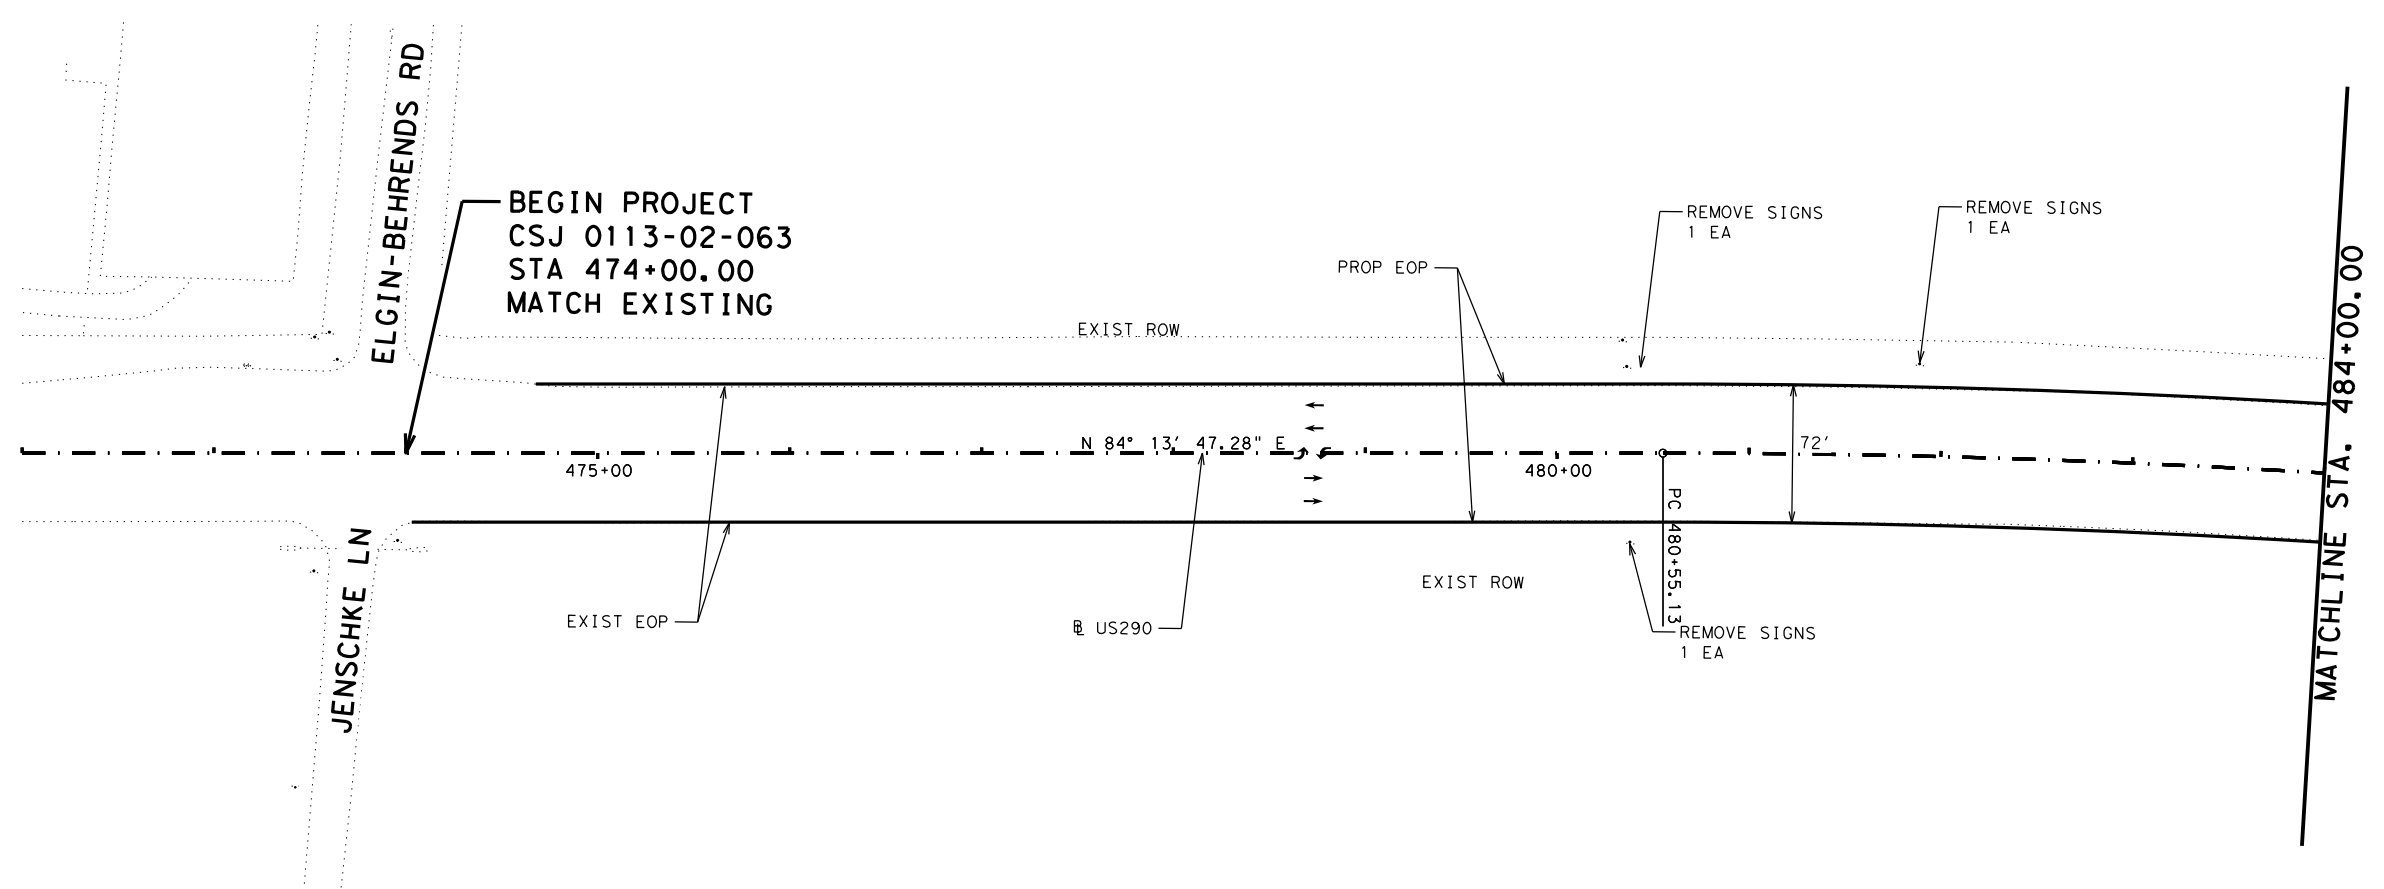 ELGIN-BEHRENDS RD
BEGIN PROJECT
CSJ 0113-02-063
STA 474+00.00
MATCH EXISTING
REMOVE SIGNS
1 EA
REMOVE SIGNS
1 EA
PROP EOP
EXIST ROW
MATCHLINE STA. 484+00.00
N 84° 13' 47.28" E
72'
475+00
480+00
PC 480+55.13
JENSCHKE LN
EXIST ROW
EXIST EOP
BL US290
REMOVE SIGNS
1 EA